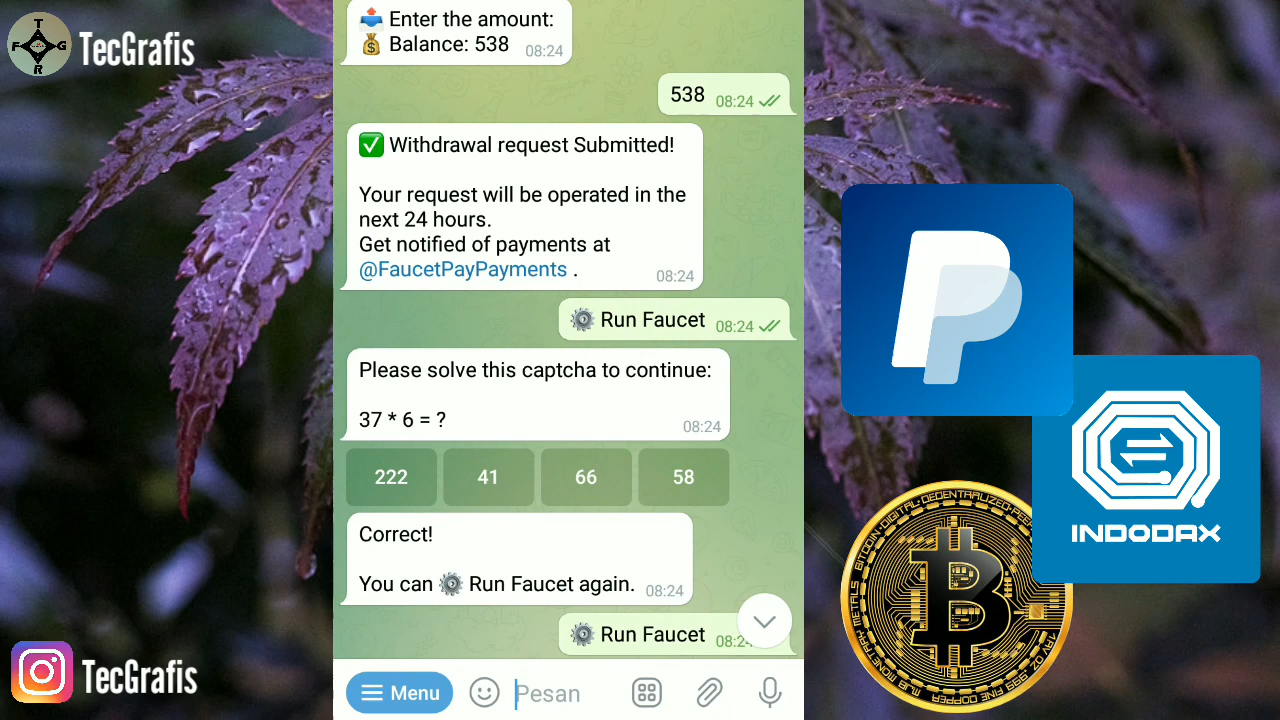 T
F G
R
TecGrafis
📤 Enter the amount:
💰 Balance: 538 08:24
538 08:24
✅ Withdrawal request Submitted!
Your request will be operated in the
next 24 hours.
Get notified of payments at
@FaucetPayPayments .
08:24
⚙️ Run Faucet 08:24
Please solve this captcha to continue:
37 * 6 = ?
08:24
222 41 66 58
Correct!
You can ⚙️ Run Faucet again. 08:24
⚙️ Run Faucet
Menu
Pesan
TecGrafis
INDODAX
BITCOIN • DIGITAL • DECENTRALIZED